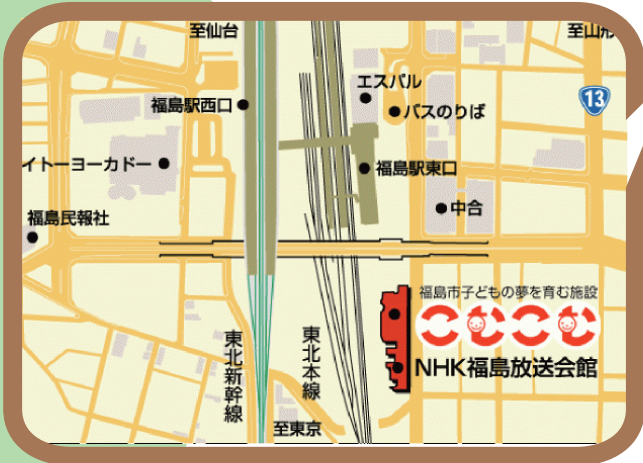 至仙台
至山形
13
エスパル
福島駅西口
バスのりば
イトーヨーカドー
福島駅東口
中合
福島民報社
福島市子どもの夢を育む施設
こむこむ
NHK福島放送会館
東北新幹線
東北本線
至東京